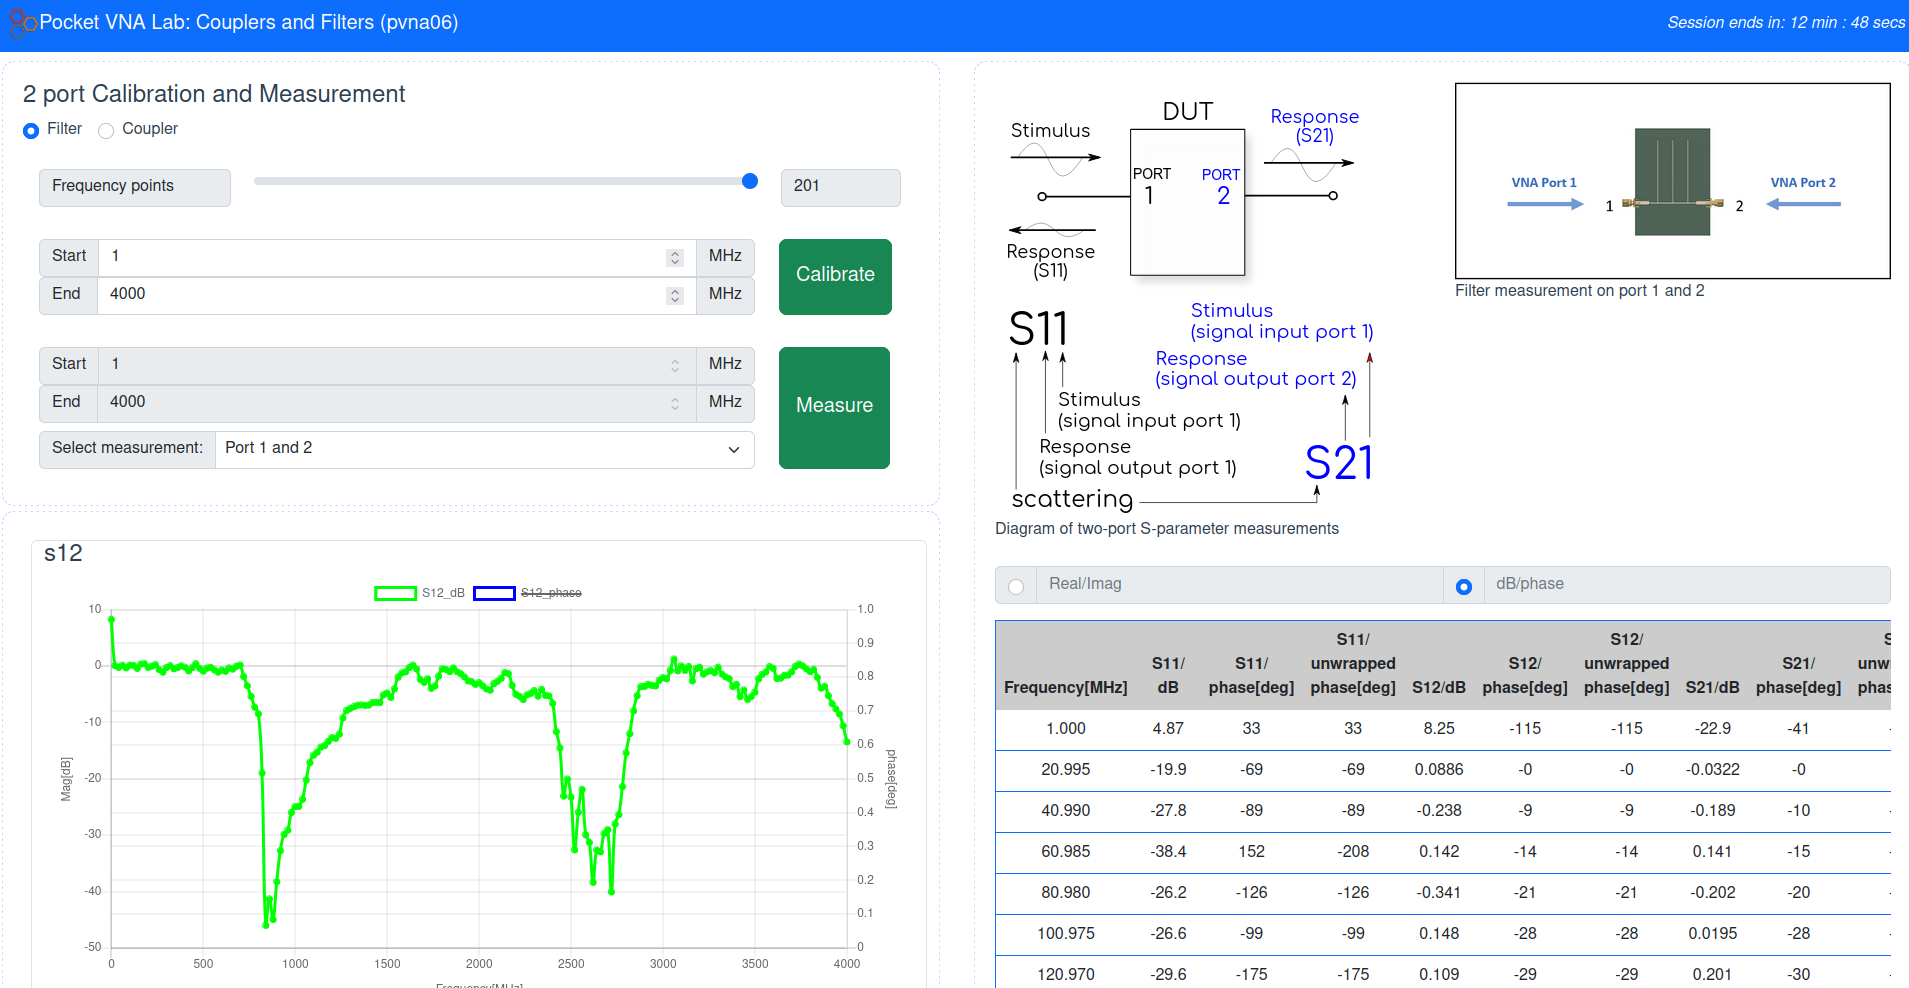 Pocket VNA Lab: Couplers and Filters (pvna06)
Session ends in: 12 min : 48 secs
2 port Calibration and Measurement
Filter
Coupler
Frequency points
201
Start 1 MHz
End 4000 MHz
Calibrate
Start 1 MHz
End 4000 MHz
Select measurement: Port 1 and 2
Measure
s12
S12_dB
S12_phase
10
0
-10
-20
-30
-40
-50
Mag[dB]
1.0
0.9
0.8
0.7
0.6
0.5
0.4
0.3
0.2
0.1
0
phase[deg]
0 500 1000 1500 2000 2500 3000 3500 4000
Frequency[MHz]
DUT
Stimulus
Response
(S21)
PORT
1
PORT
2
Response
(S11)
S11
Stimulus
(signal input port 1)
Response
(signal output port 2)
Stimulus
(signal input port 1)
Response
(signal output port 1)
S21
scattering
Diagram of two-port S-parameter measurements
VNA Port 1
VNA Port 2
1
2
Filter measurement on port 1 and 2
Real/Imag
dB/phase
Frequency[MHz] S11/ dB S11/ phase[deg] S11/ unwrapped phase[deg] S12/dB S12/ phase[deg] S12/ unwrapped phase[deg] S21/dB S21/ phase[deg]
1.000 4.87 33 33 8.25 -115 -115 -22.9 -41
20.995 -19.9 -69 -69 0.0886 -0 -0 -0.0322 -0
40.990 -27.8 -89 -89 -0.238 -9 -9 -0.189 -10
60.985 -38.4 152 -208 0.142 -14 -14 0.141 -15
80.980 -26.2 -126 -126 -0.341 -21 -21 -0.202 -20
100.975 -26.6 -99 -99 0.148 -28 -28 0.0195 -28
120.970 -29.6 -175 -175 0.109 -29 -29 0.201 -30